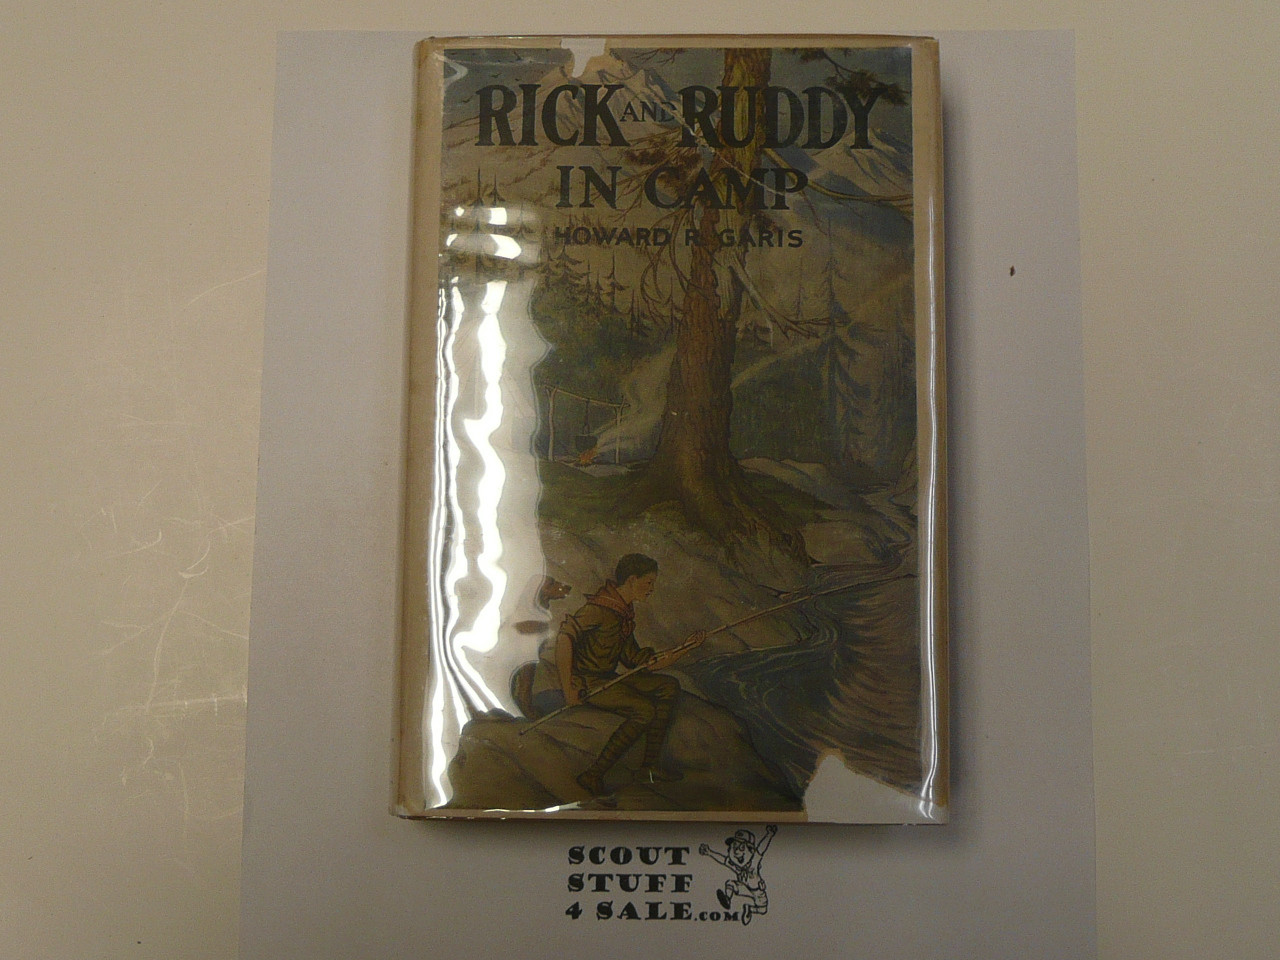 RICK AND RUDDY
IN CAMP
HOWARD R. GARIS
SCOUT
STUFF
4 SALE.COM